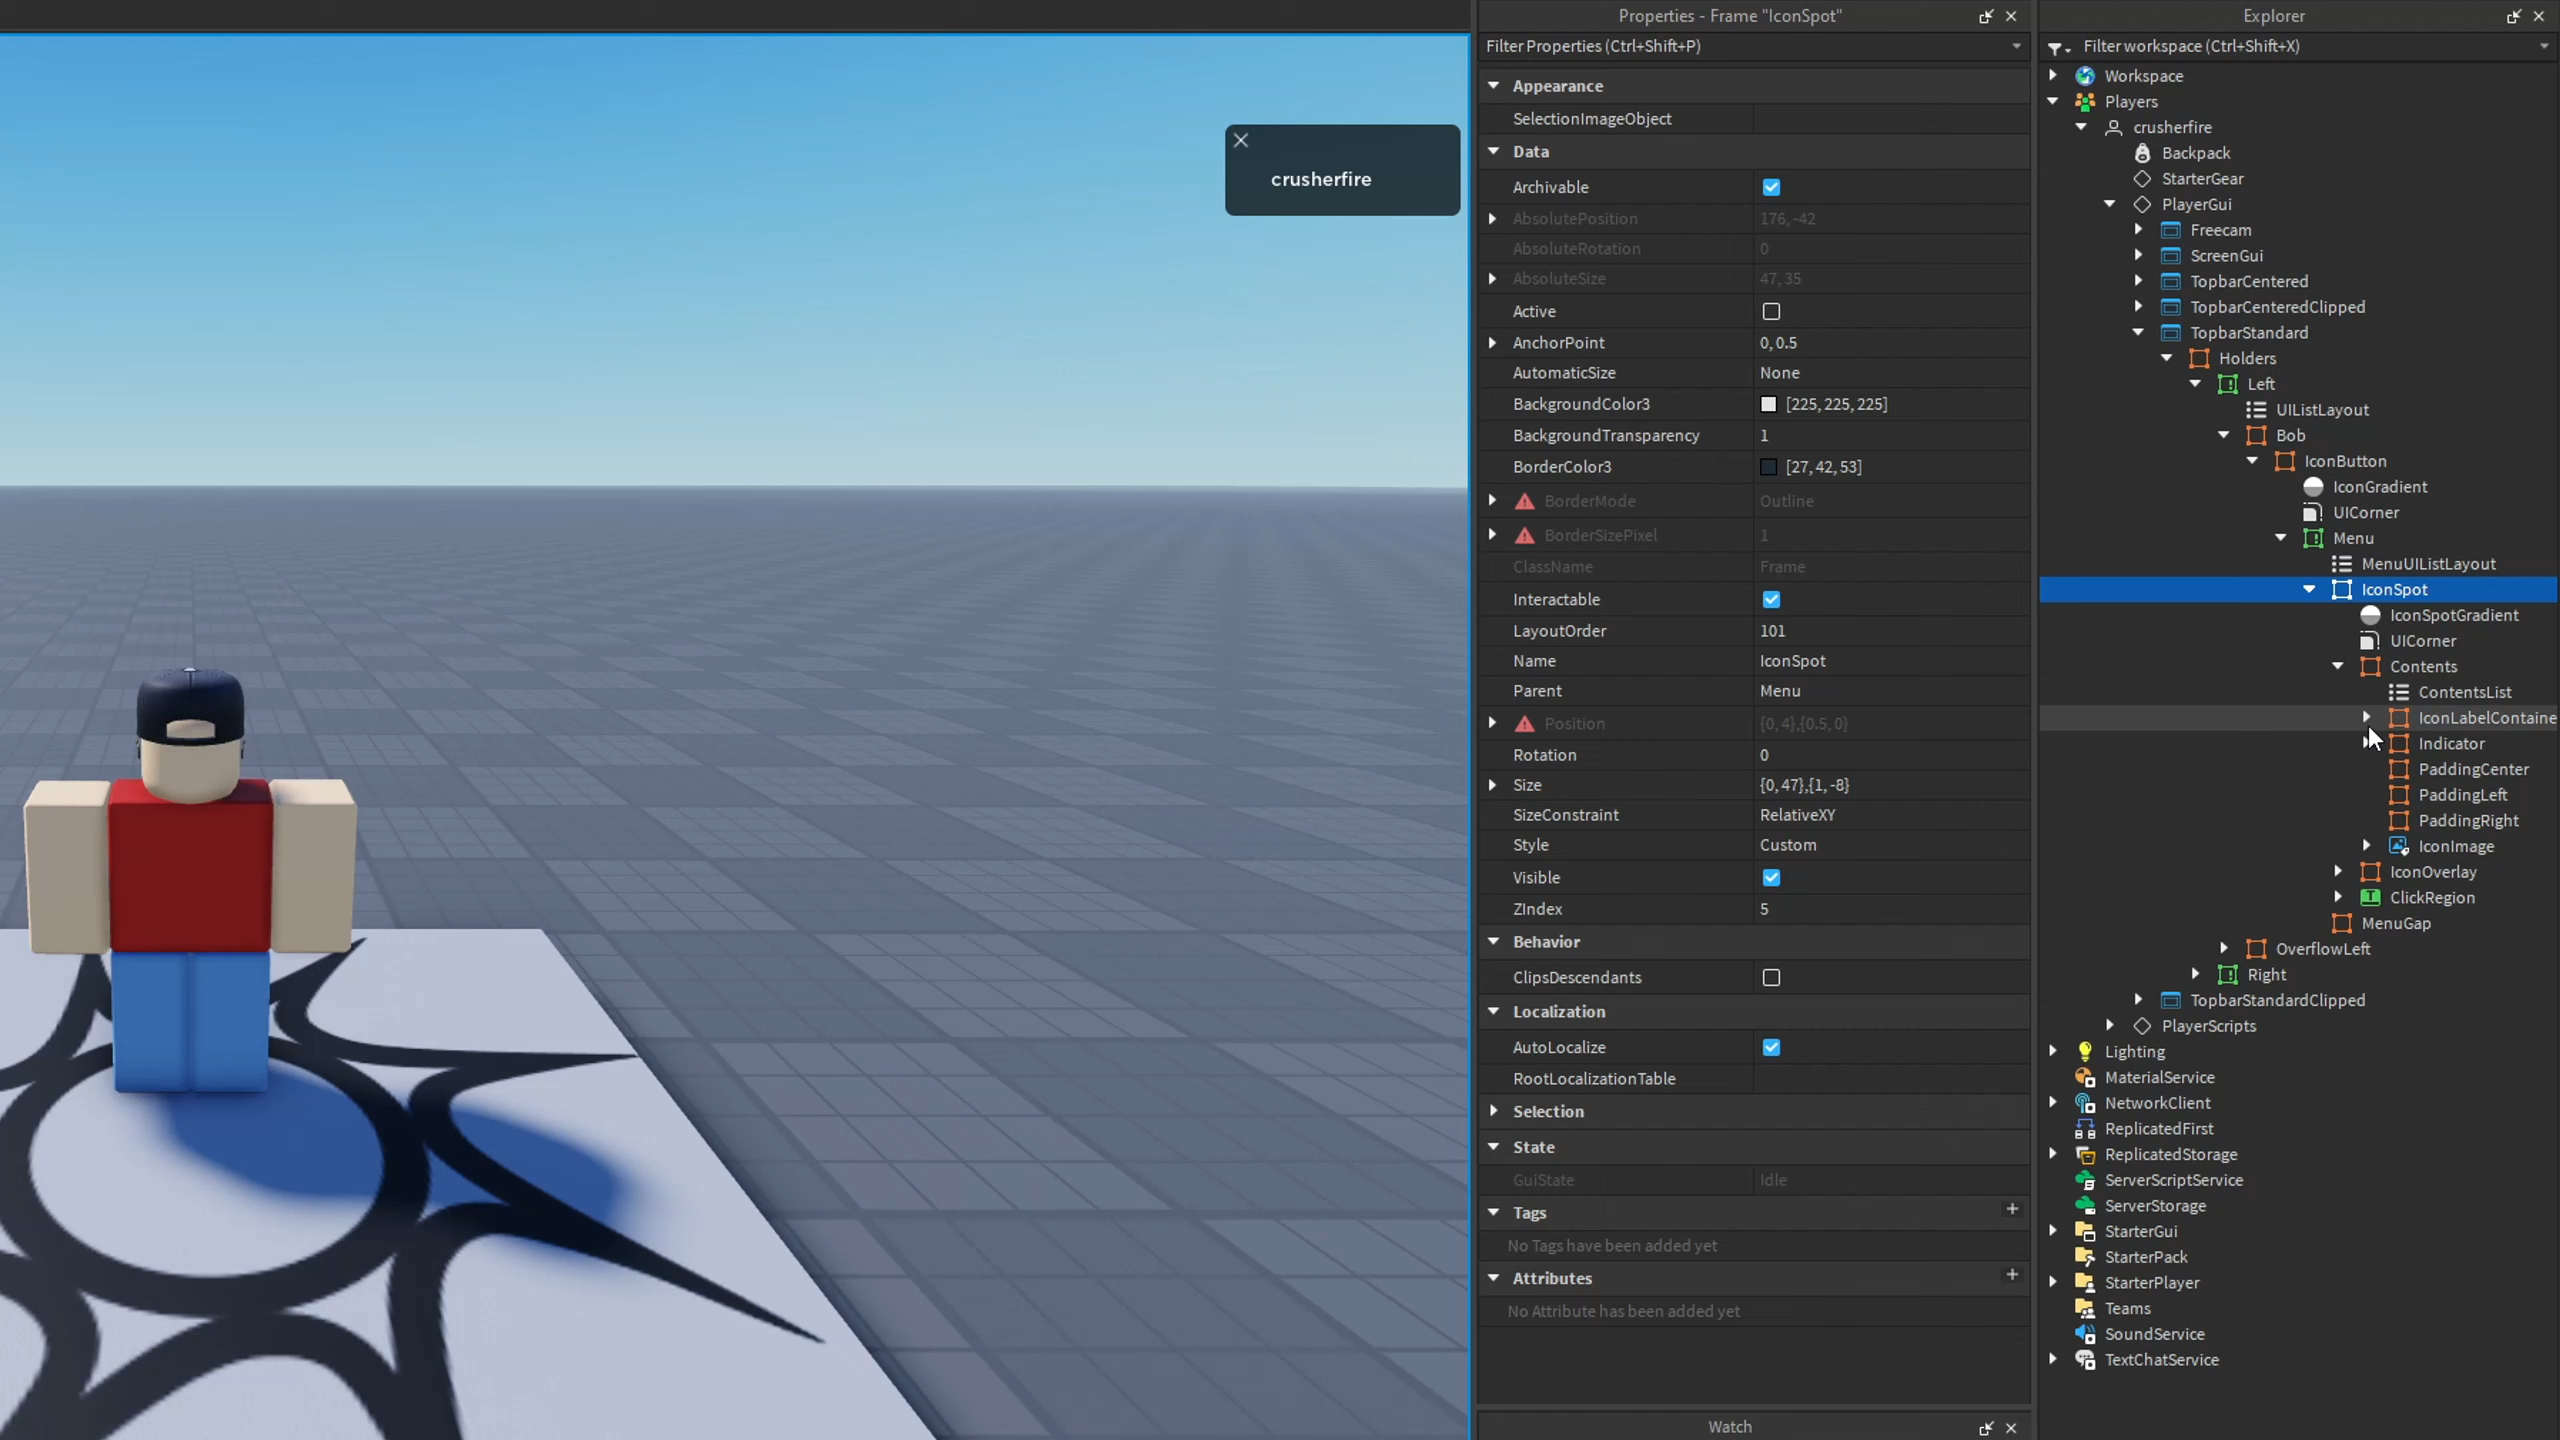 crusherfire
Properties - Frame "IconSpot"
Filter Properties (Ctrl+Shift+P)
Appearance
SelectionImageObject
Data
Archivable
AbsolutePosition 176, -42
AbsoluteRotation 0
AbsoluteSize 47, 35
Active
AnchorPoint 0, 0.5
AutomaticSize None
BackgroundColor3 [225, 225, 225]
BackgroundTransparency 1
BorderColor3 [27, 42, 53]
BorderMode Outline
BorderSizePixel 1
ClassName Frame
Interactable
LayoutOrder 101
Name IconSpot
Parent Menu
Position {0, 4},{0.5, 0}
Rotation 0
Size {0, 47},{1, -8}
SizeConstraint RelativeXY
Style Custom
Visible
ZIndex 5
Behavior
ClipsDescendants
Localization
AutoLocalize
RootLocalizationTable
Selection
State
GuiState Idle
Tags
No Tags have been added yet
Attributes
No Attribute has been added yet
Watch
Explorer
Filter workspace (Ctrl+Shift+X)
Workspace
Players
crusherfire
Backpack
StarterGear
PlayerGui
Freecam
ScreenGui
TopbarCentered
TopbarCenteredClipped
TopbarStandard
Holders
Left
UIListLayout
Bob
IconButton
IconGradient
UICorner
Menu
MenuUIListLayout
IconSpot
IconSpotGradient
UICorner
Contents
ContentsList
IconLabelContaine
Indicator
PaddingCenter
PaddingLeft
PaddingRight
IconImage
IconOverlay
ClickRegion
MenuGap
OverflowLeft
Right
TopbarStandardClipped
PlayerScripts
Lighting
MaterialService
NetworkClient
ReplicatedFirst
ReplicatedStorage
ServerScriptService
ServerStorage
StarterGui
StarterPack
StarterPlayer
Teams
SoundService
TextChatService